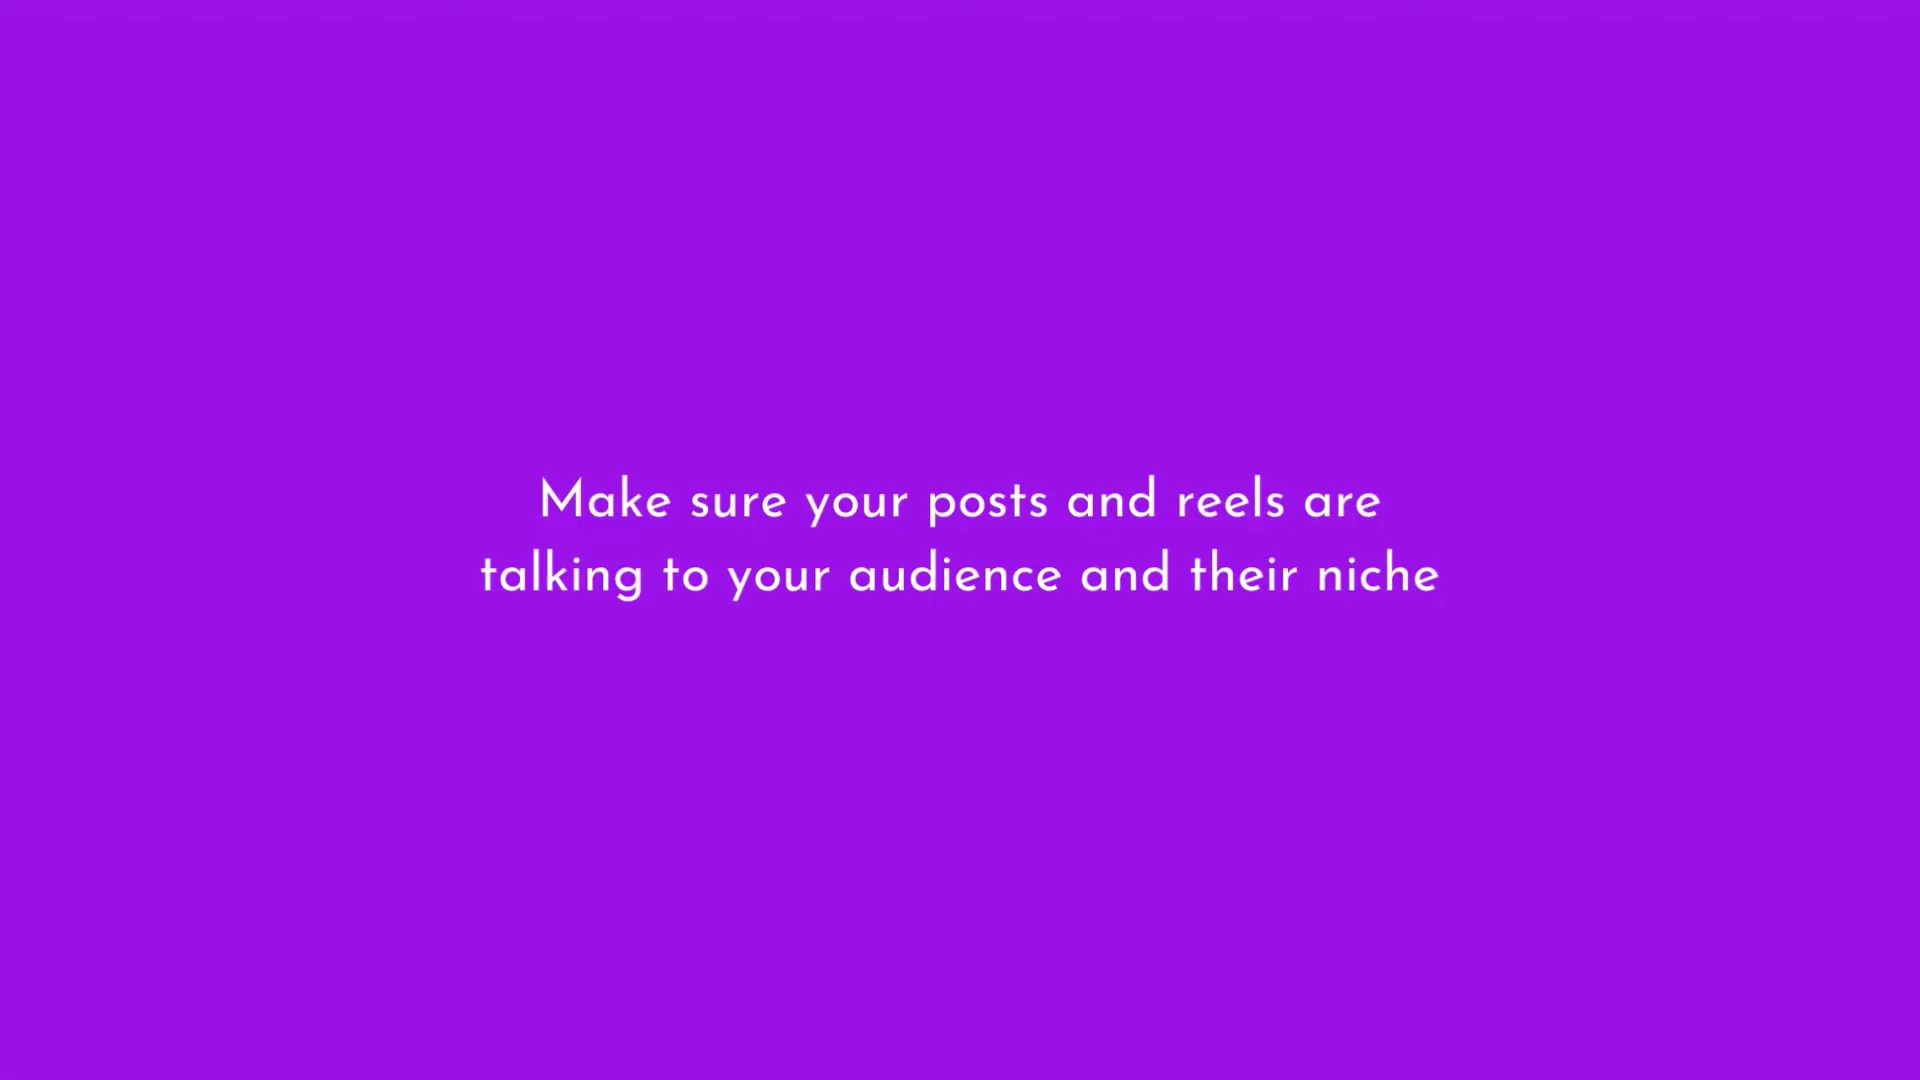 Make sure your posts and reels are
talking to your audience and their niche